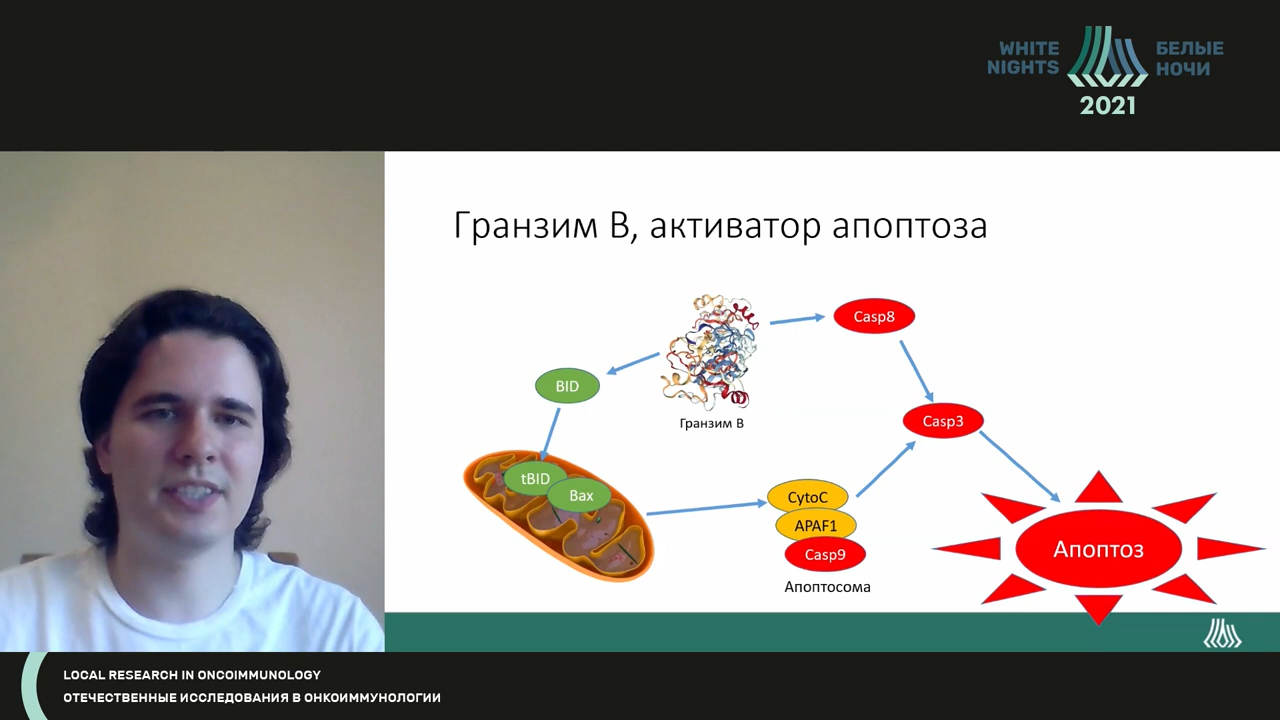 WHITE
NIGHTS
БЕЛЫЕ
НОЧИ
2021
Гранзим В, активатор апоптоза
Casp8
BID
Гранзим В
Casp3
tBID
Bax
CytoC
APAF1
Casp9
Апоптосома
Апоптоз
LOCAL RESEARCH IN ONCOIMMUNOLOGY
ОТЕЧЕСТВЕННЫЕ ИССЛЕДОВАНИЯ В ОНКОИММУНОЛОГИИ